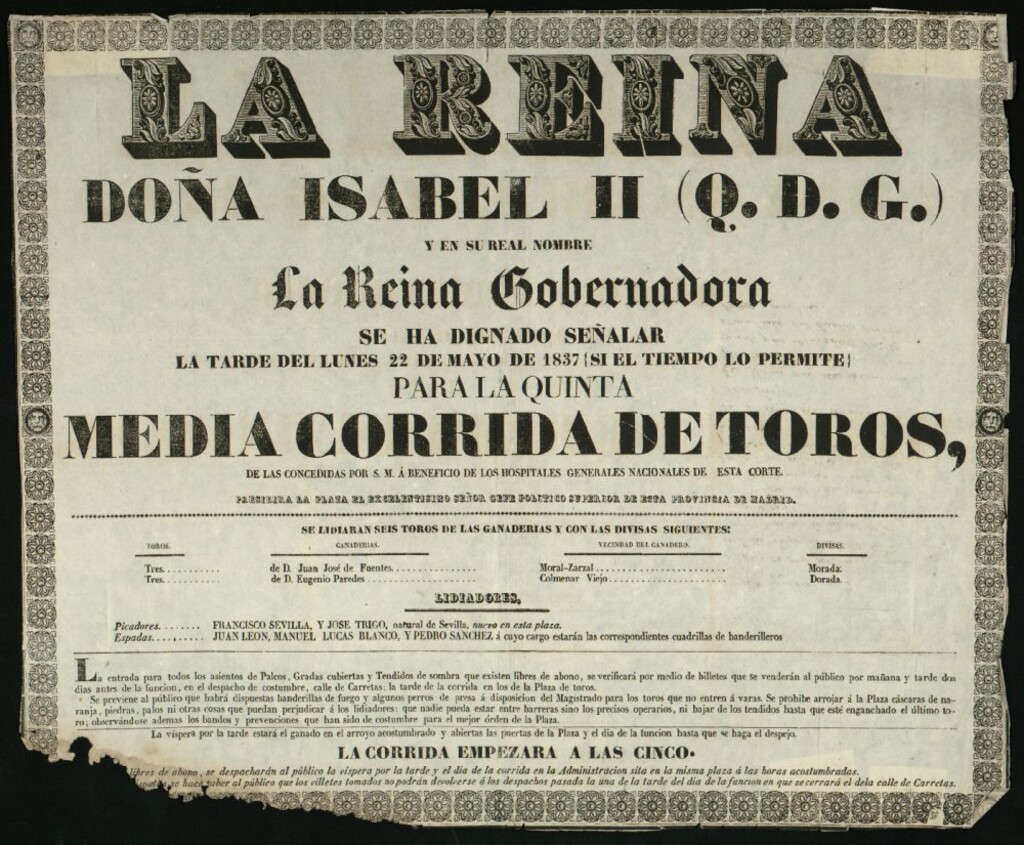 LA REINA
DOÑA ISABEL II (Q. D. G.)
Y EN SU REAL NOMBRE
La Reina Gobernadora
SE HA DIGNADO SEÑALAR
LA TARDE DEL LUNES 22 DE MAYO DE 1837 (SI EL TIEMPO LO PERMITE)
PARA LA QUINTA
MEDIA CORRIDA DE TOROS,
DE LAS CONCEDIDAS POR S. M. Á BENEFICIO DE LOS HOSPITALES GENERALES NACIONALES DE ESTA CORTE.
PRESIDIRA LA PLAZA EL EXCELENTISIMO SEÑOR GEFE POLITICO SUPERIOR DE ESTA PROVINCIA DE MADRID.
SE LIDIARAN SEIS TOROS DE LAS GANADERIAS Y CON LAS DIVISAS SIGUIENTES:
TOROS. GANADERIAS. VECINDAD DEL GANADERO. DIVISAS.
Tres.......... de D. Juan José de Fuentes................ Moral-Zarzal........................ Morada.
Tres.......... de D. Eugenio Paredes..................... Colmenar Viejo..................... Dorada.
LIDIADORES.
Picadores........ FRANCISCO SEVILLA, Y JOSE TRIGO, natural de Sevilla, nuevo en esta plaza.
Espadas.......... JUAN LEON, MANUEL LUCAS BLANCO, Y PEDRO SANCHEZ á cuyo cargo estarán las correspondientes cuadrillas de banderilleros
La entrada para todos los asientos de Palcos, Gradas cubiertas y Tendidos de sombra que existen libres de abono, se verificará por medio de billetes que se venderán al público por mañana y tarde dos
dias antes de la funcion, en el despacho de costumbre, calle de Carretas; la tarde de la corrida en los de la Plaza de toros.
Se previene al público que habrá dispuestas banderillas de fuego y algunos perros de presa á disposicion del Magistrado para los toros que no entren á varas. Se prohibe arrojar á la Plaza cáscaras de na-
ranja, piedras, palos ni otras cosas que puedan perjudicar á los lidiadores: que nadie pueda estar entre barreras sino los precisos operarios, ni bajar de los tendidos hasta que esté enganchado el último to-
ro; observándose ademas los bandos y prevenciones que han sido de costumbre para el mejor órden de la Plaza.
La víspera por la tarde estará el ganado en el arroyo acostumbrado y abiertas las puertas de la Plaza y el dia de la funcion hasta que se haga el despejo.
LA CORRIDA EMPEZARA A LAS CINCO.
libres de abono, se despacharán al público la víspera por la tarde y el dia de la corrida en la Administracion sita en la misma plaza á las horas acostumbradas.
se hace saber al público que los billetes tomados no podrán devolverse á los despachos pasada la una de la tarde del dia de la funcion en que se cerrará el de la calle de Carretas.